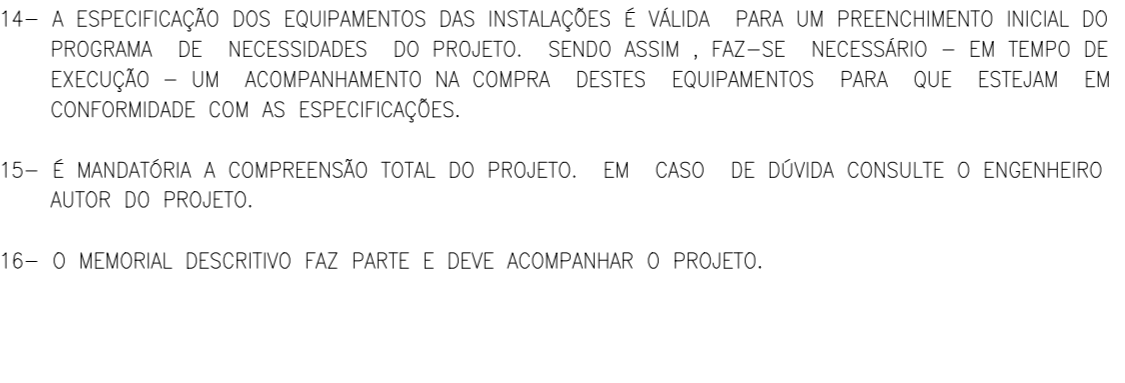 14- A ESPECIFICAÇÃO DOS EQUIPAMENTOS DAS INSTALAÇÕES É VÁLIDA PARA UM PREENCHIMENTO INICIAL DO
PROGRAMA DE NECESSIDADES DO PROJETO. SENDO ASSIM , FAZ-SE NECESSÁRIO - EM TEMPO DE
EXECUÇÃO - UM ACOMPANHAMENTO NA COMPRA DESTES EQUIPAMENTOS PARA QUE ESTEJAM EM
CONFORMIDADE COM AS ESPECIFICAÇÕES.
15- É MANDATÓRIA A COMPREENSÃO TOTAL DO PROJETO. EM CASO DE DÚVIDA CONSULTE O ENGENHEIRO
AUTOR DO PROJETO.
16- O MEMORIAL DESCRITIVO FAZ PARTE E DEVE ACOMPANHAR O PROJETO.